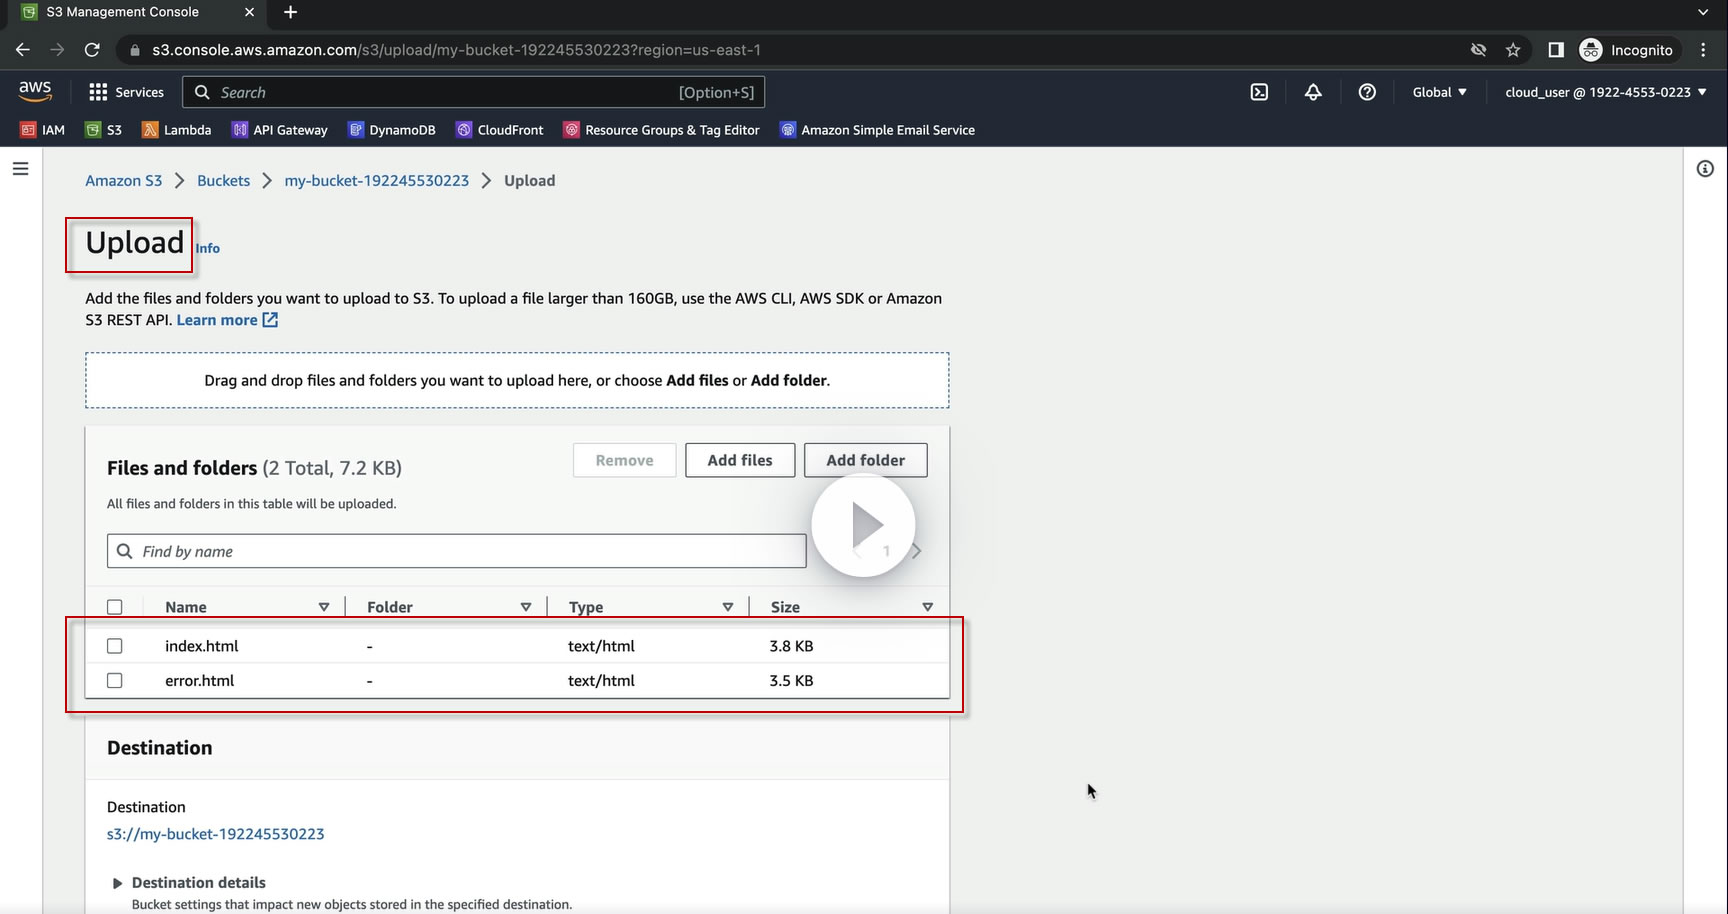 S3 Management Console
s3.console.aws.amazon.com/s3/upload/my-bucket-192245530223?region=us-east-1
Incognito
aws
Services
Search
[Option+S]
Global
cloud_user @ 1922-4553-0223
IAM
S3
Lambda
API Gateway
DynamoDB
CloudFront
Resource Groups & Tag Editor
Amazon Simple Email Service
Amazon S3
Buckets
my-bucket-192245530223
Upload
Upload
Info
Add the files and folders you want to upload to S3. To upload a file larger than 160GB, use the AWS CLI, AWS SDK or Amazon
S3 REST API. Learn more
Drag and drop files and folders you want to upload here, or choose Add files or Add folder.
Files and folders (2 Total, 7.2 KB)
Remove
Add files
Add folder
All files and folders in this table will be uploaded.
Find by name
1
Name
Folder
Type
Size
index.html - text/html 3.8 KB
error.html - text/html 3.5 KB
Destination
Destination
s3://my-bucket-192245530223
Destination details
Bucket settings that impact new objects stored in the specified destination.